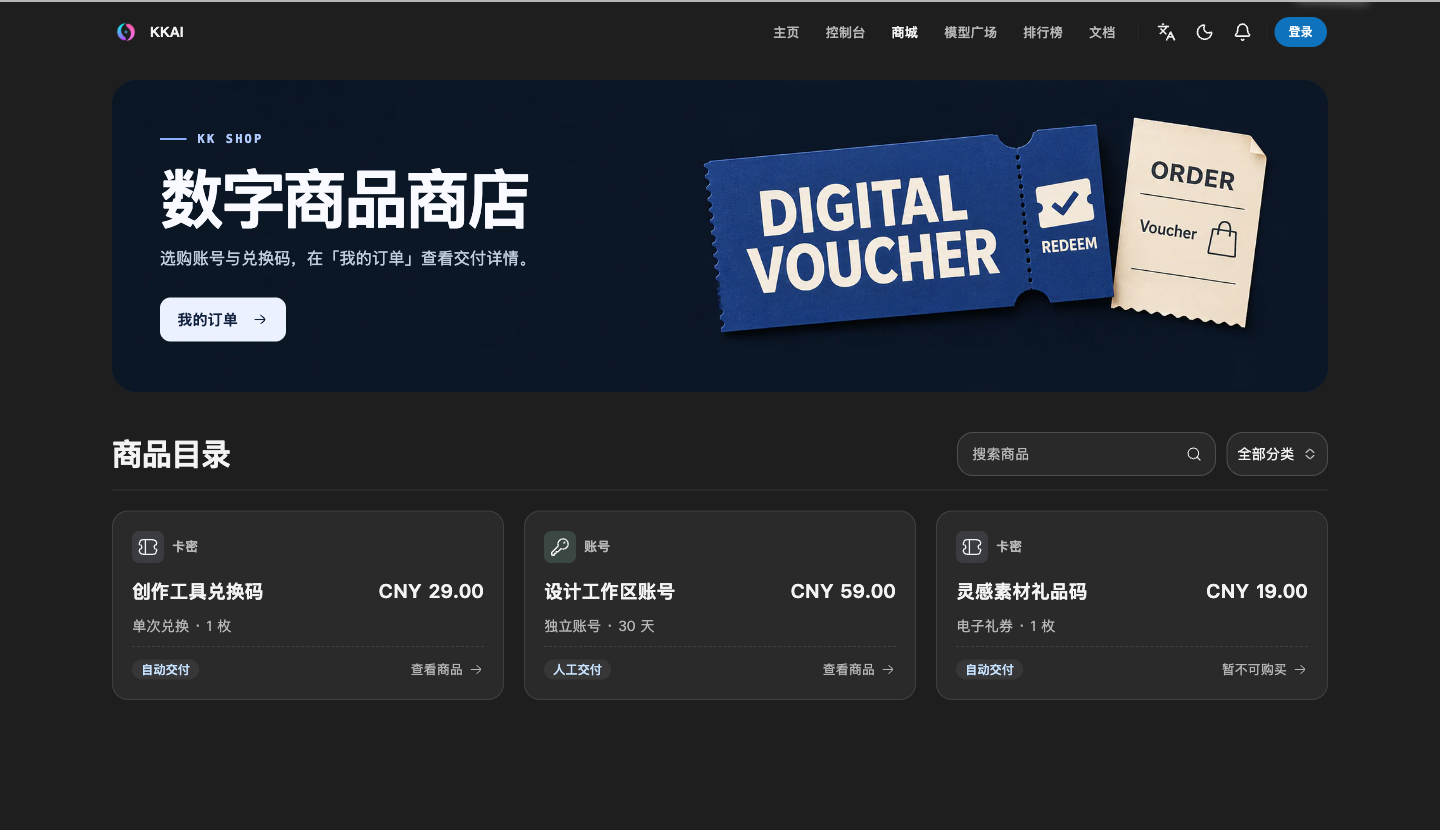 KKAI
主页 控制台 商城 模型广场 排行榜 文档 登录
KK SHOP
数字商品商店
选购账号与兑换码，在「我的订单」查看交付详情。
我的订单 →
DIGITAL
VOUCHER
REDEEM
ORDER
Voucher
商品目录
搜索商品
全部分类
卡密
创作工具兑换码 CNY 29.00
单次兑换 · 1 枚
自动交付 查看商品 →
账号
设计工作区账号 CNY 59.00
独立账号 · 30 天
人工交付 查看商品 →
卡密
灵感素材礼品码 CNY 19.00
电子礼券 · 1 枚
自动交付 暂不可购买 →